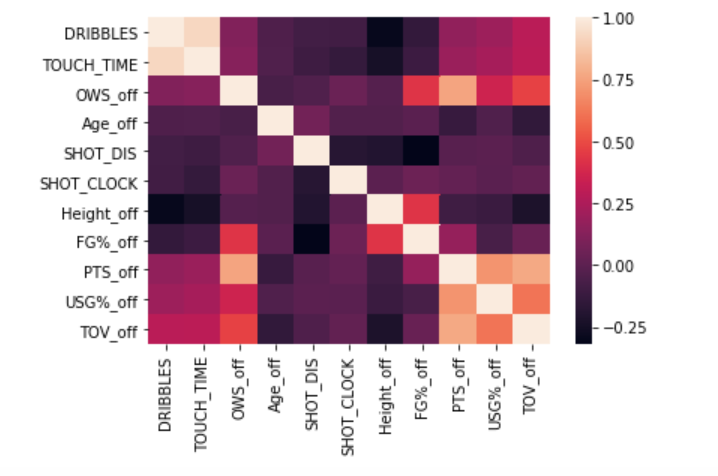 DRIBBLES
TOUCH_TIME
OWS_off
Age_off
SHOT_DIS
SHOT_CLOCK
Height_off
FG%_off
PTS_off
USG%_off
TOV_off
DRIBBLES
TOUCH_TIME
OWS_off
Age_off
SHOT_DIS
SHOT_CLOCK
Height_off
FG%_off
PTS_off
USG%_off
TOV_off
1.00
0.75
0.50
0.25
0.00
−0.25